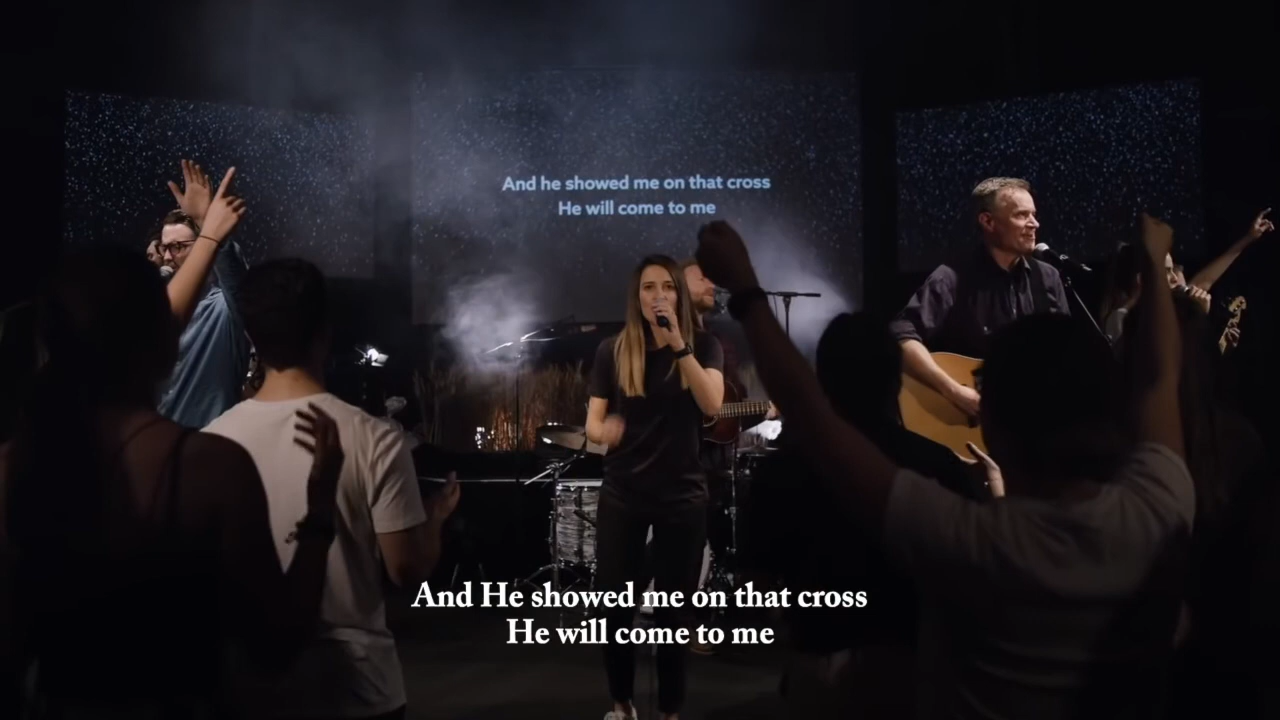 And he showed me on that cross
He will come to me
And He showed me on that cross
He will come to me